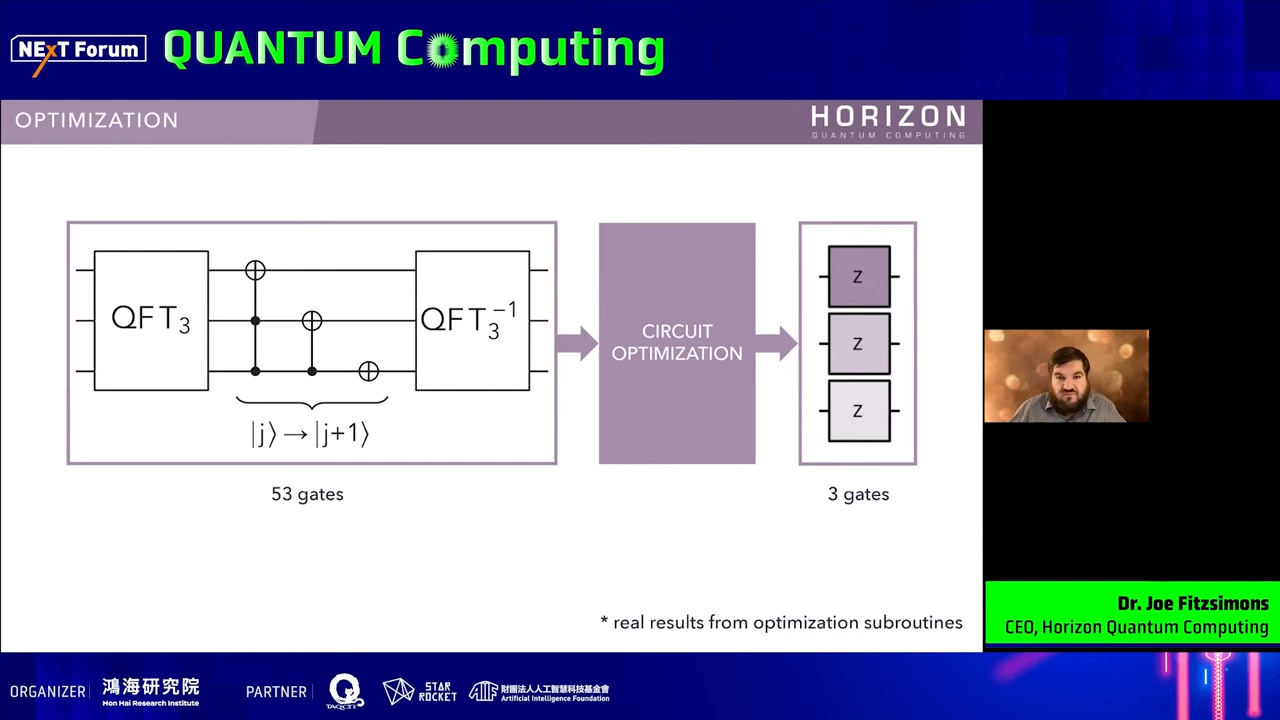 NExT Forum
QUANTUM Computing
OPTIMIZATION
HORIZON
QUANTUM COMPUTING
QFT₃
QFT₃⁻¹
|j⟩→|j+1⟩
53 gates
CIRCUIT
OPTIMIZATION
Z
Z
Z
3 gates
* real results from optimization subroutines
Dr. Joe Fitzsimons
CEO, Horizon Quantum Computing
ORGANIZER
鴻海研究院
Hon Hai Research Institute
PARTNER
TAQCIT
STAR
ROCKET
財團法人人工智慧科技基金會
Artificial Intelligence Foundation